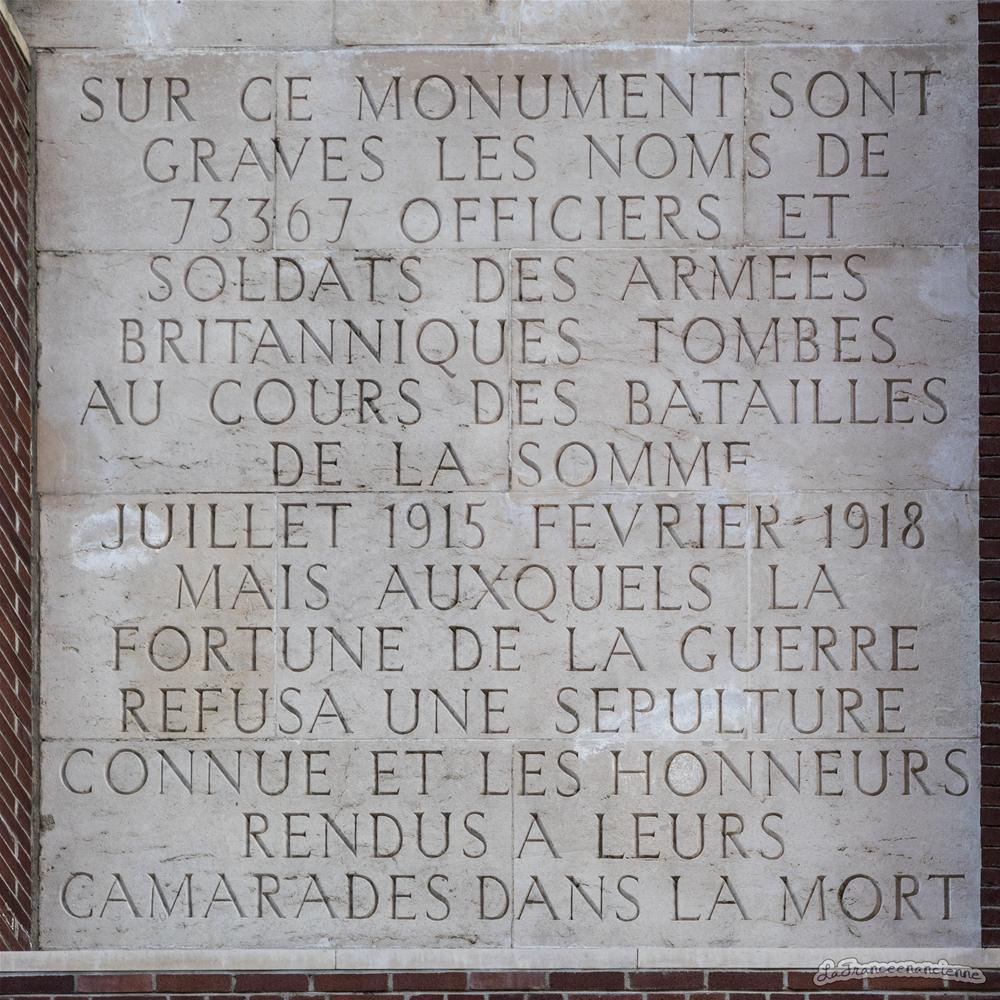 SUR CE MONUMENT SONT
GRAVES LES NOMS DE
73367 OFFICIERS ET
SOLDATS DES ARMEES
BRITANNIQUES TOMBES
AU COURS DES BATAILLES
DE LA SOMME
JUILLET 1915 FEVRIER 1918
MAIS AUXQUELS LA
FORTUNE DE LA GUERRE
REFUSA UNE SEPULTURE
CONNUE ET LES HONNEURS
RENDUS A LEURS
CAMARADES DANS LA MORT
LaFranceenancienne